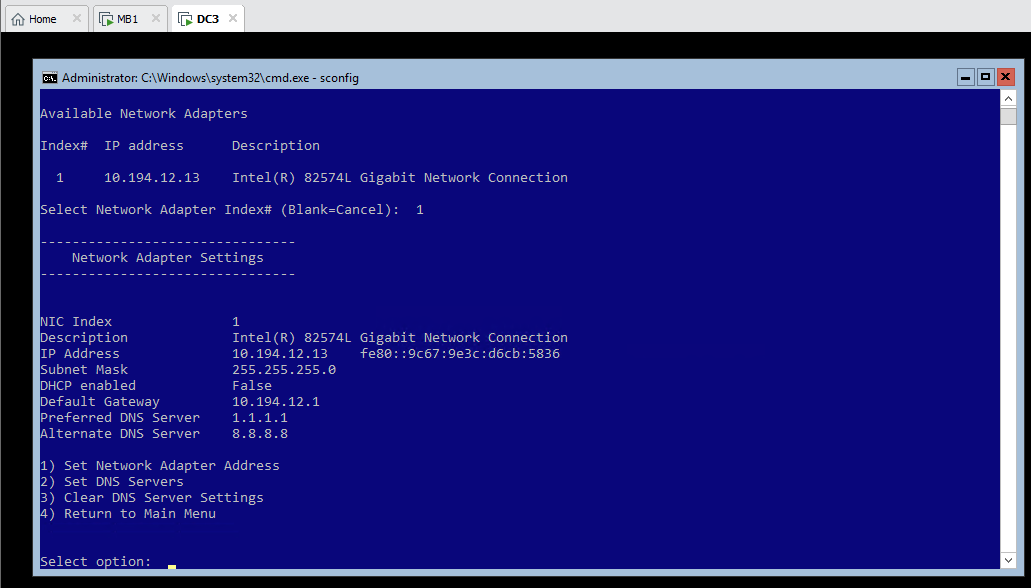 Home MB1 DC3
Administrator: C:\Windows\system32\cmd.exe - sconfig
Available Network Adapters
Index# IP address Description
1 10.194.12.13 Intel(R) 82574L Gigabit Network Connection
Select Network Adapter Index# (Blank=Cancel): 1
--------------------------------
Network Adapter Settings
--------------------------------
NIC Index 1
Description Intel(R) 82574L Gigabit Network Connection
IP Address 10.194.12.13 fe80::9c67:9e3c:d6cb:5836
Subnet Mask 255.255.255.0
DHCP enabled False
Default Gateway 10.194.12.1
Preferred DNS Server 1.1.1.1
Alternate DNS Server 8.8.8.8
1) Set Network Adapter Address
2) Set DNS Servers
3) Clear DNS Server Settings
4) Return to Main Menu
Select option: